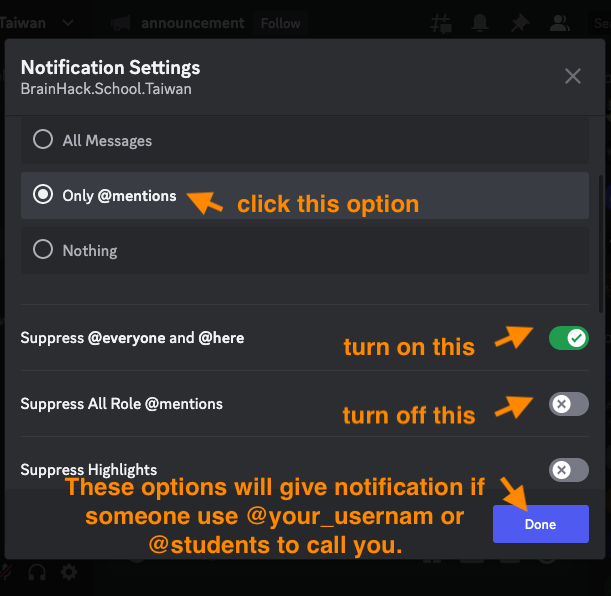 Taiwan announcement Follow Se
Notification Settings
BrainHack.School.Taiwan
All Messages
Only @mentions click this option
Nothing
Suppress @everyone and @here turn on this
Suppress All Role @mentions turn off this
Suppress Highlights
These options will give notification if
someone use @your_usernam or
@students to call you.
Done